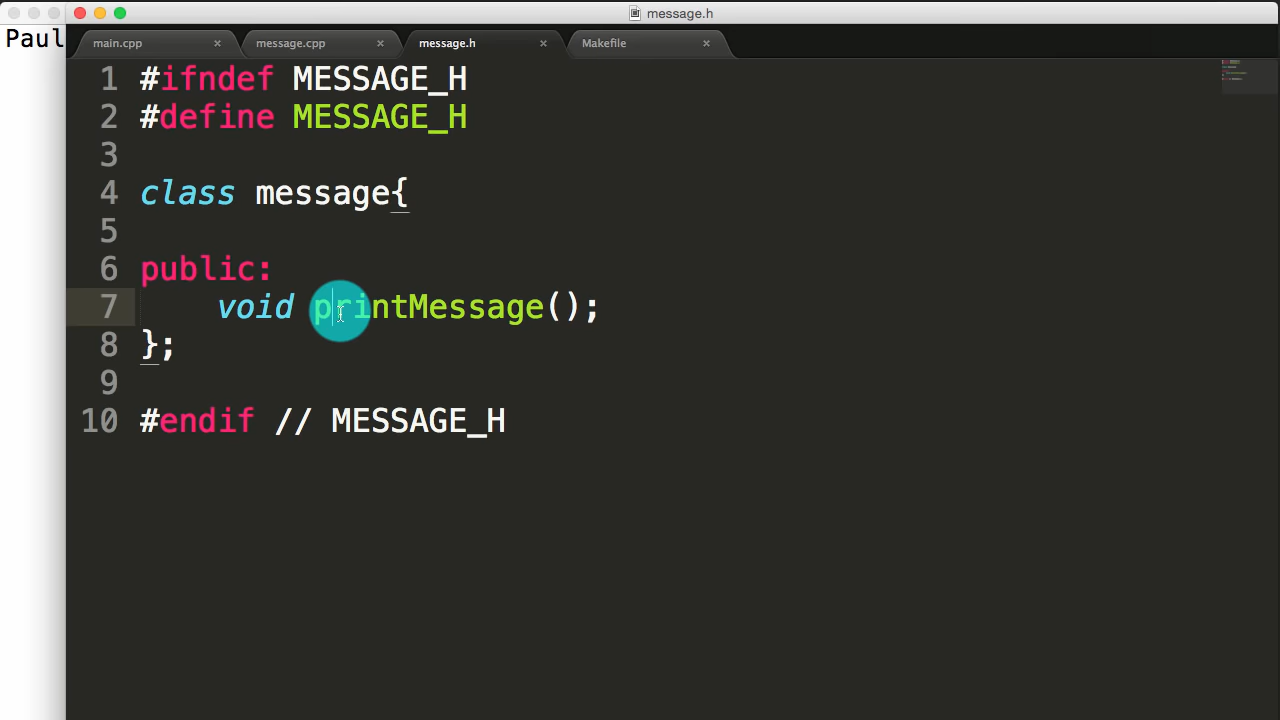 message.h
main.cpp message.cpp message.h Makefile
Paul
1 #ifndef MESSAGE_H
2 #define MESSAGE_H
3
4 class message{
5
6 public:
7 void printMessage();
8 };
9
10 #endif // MESSAGE_H